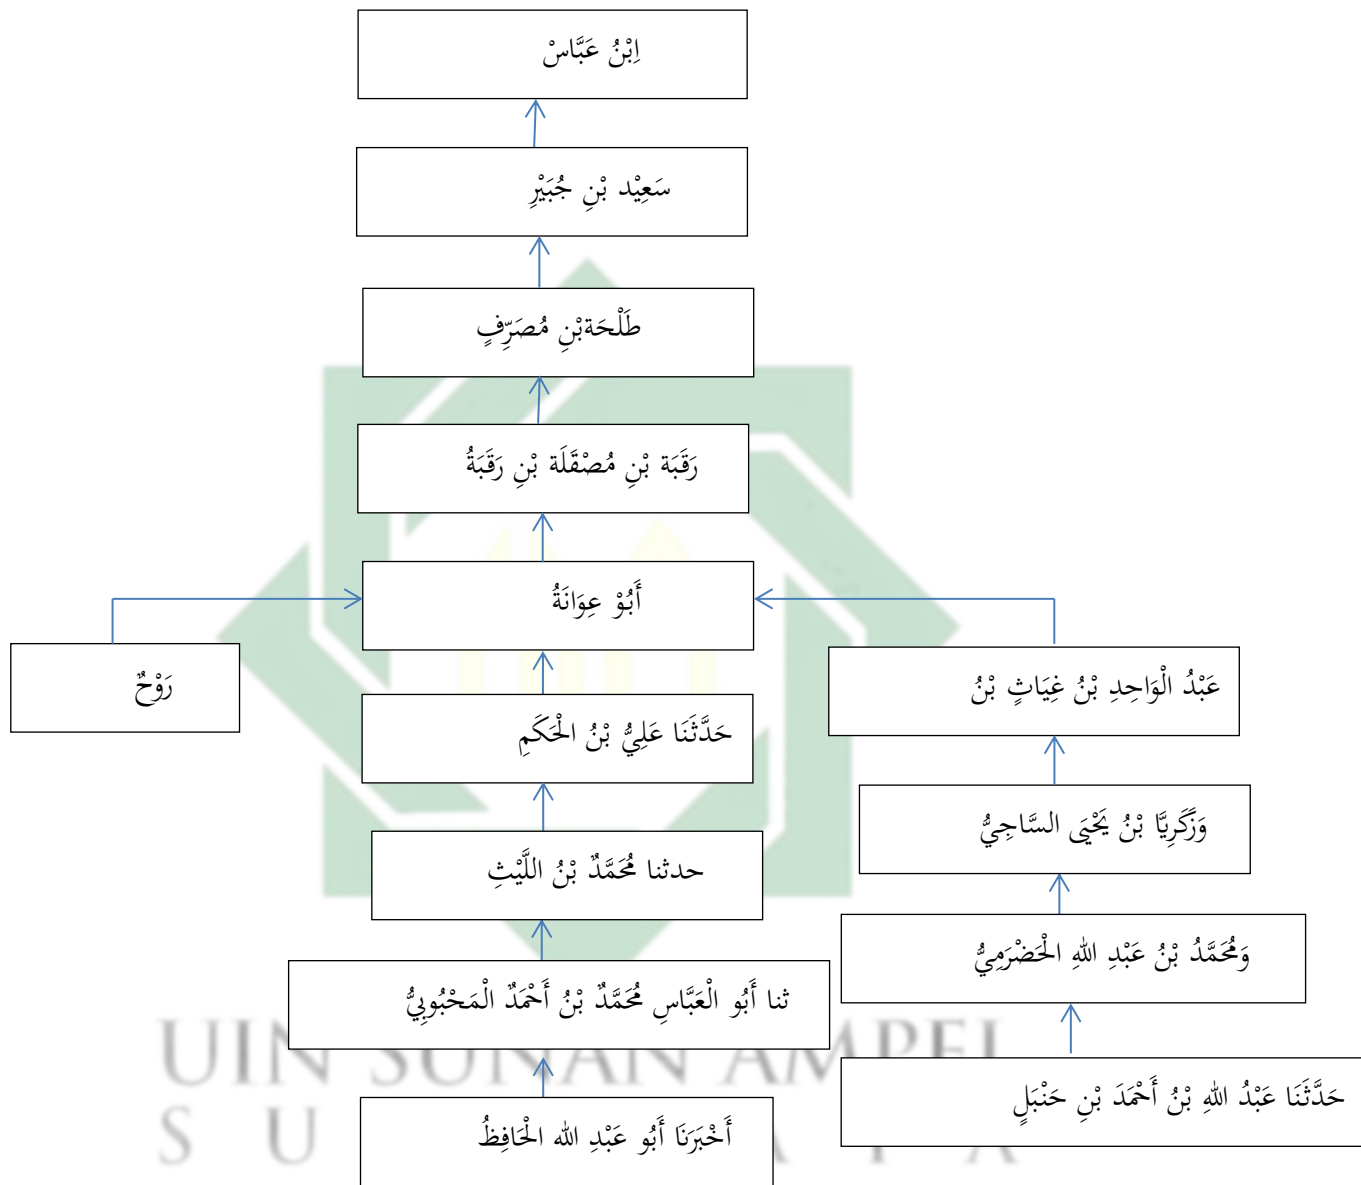 اِبْنُ عَبَّاسْ
سَعِيْد بْنِ جُبَيْرٍ
طَلْحَةبْنِ مُصَرِّفٍ
رَقَبَة بْنِ مُصْقَلَة بْنِ رَقَبَةُ
أَبُوْ عِوَانَةُ
رَوْحٌ
عَبْدُ الْوَاحِدِ بْنُ غِيَاثٍ بْنُ
حَدَّثَنَا عَلِيُّ بْنُ الْحَكَمِ
وَزَكَرِيَّا بْنُ يَحْيَى السَّاجِيُّ
حدثنا مُحَمَّدٌ بْنُ اللَّيْثِ
وَمُحَمَّدُ بْنُ عَبْدِ اللهِ الْحَضْرَمِيُّ
ثنا أَبُو الْعَبَّاسِ مُحَمَّدٌ بْنُ أَحْمَدٌ الْمَحْبُوبِيُّ
حَدَّثَنَا عَبْدُ اللهِ بْنُ أَحْمَدَ بْنِ حَنْبَلٍ
أَخْبَرَنَا أَبُو عَبْدِ الله الْحَافِظُ
UIN SUNAN AMPEL